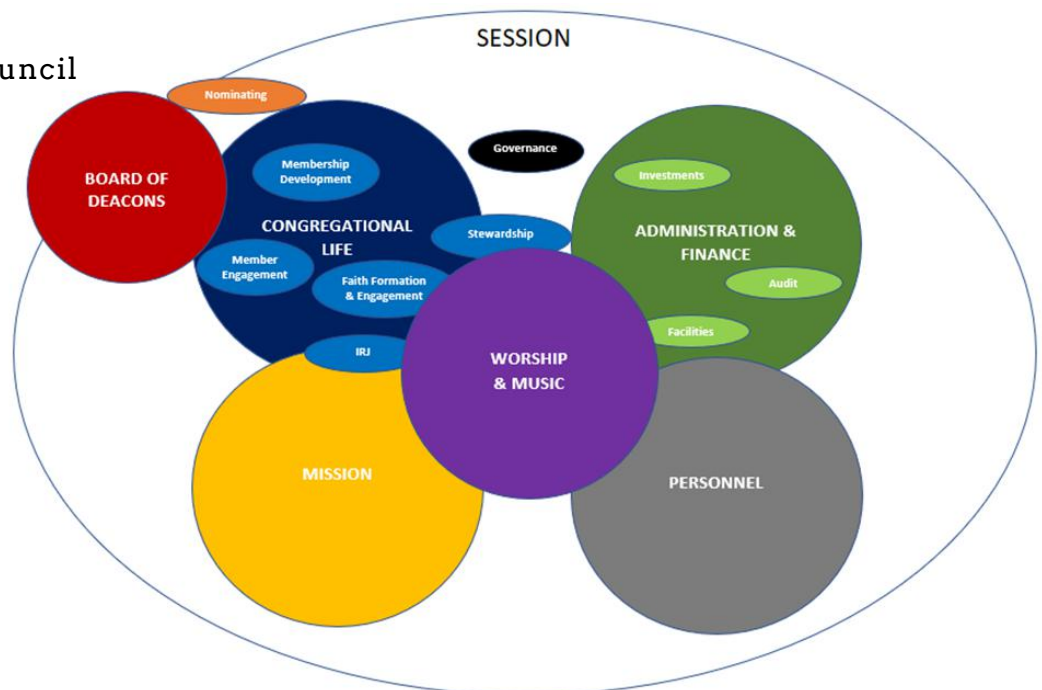 SESSION
uncil
Nominating
BOARD OF
DEACONS
Governance
Membership
Development
Investments
CONGREGATIONAL
LIFE
Stewardship
ADMINISTRATION &
FINANCE
Member
Engagement
Faith Formation
& Engagement
Audit
Facilities
IRJ
WORSHIP
& MUSIC
MISSION
PERSONNEL